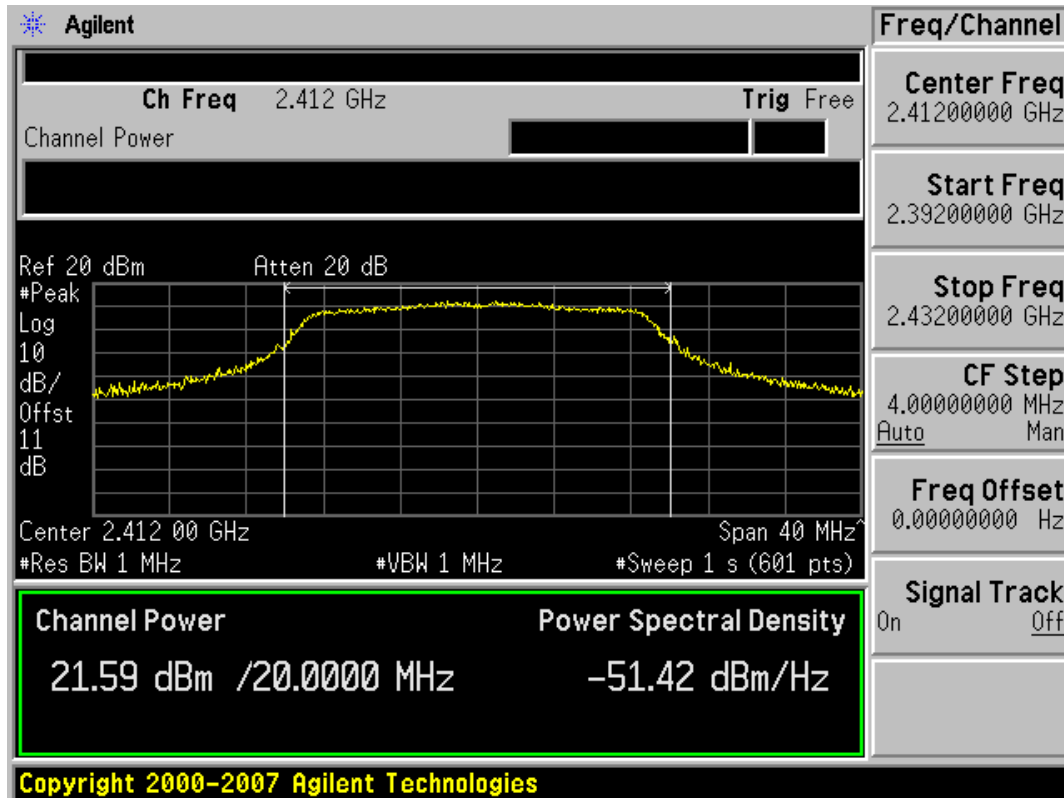 Agilent
Freq/Channel
Ch Freq 2.412 GHz Trig Free
Channel Power
Center Freq
2.41200000 GHz
Start Freq
2.39200000 GHz
Stop Freq
2.43200000 GHz
CF Step
4.00000000 MHz
Auto Man
Freq Offset
0.00000000 Hz
Signal Track
On Off
Ref 20 dBm Atten 20 dB
#Peak
Log
10
dB/
Offst
11
dB
Center 2.412 00 GHz Span 40 MHz^
#Res BW 1 MHz #VBW 1 MHz #Sweep 1 s (601 pts)
Channel Power Power Spectral Density
21.59 dBm /20.0000 MHz -51.42 dBm/Hz
Copyright 2000-2007 Agilent Technologies